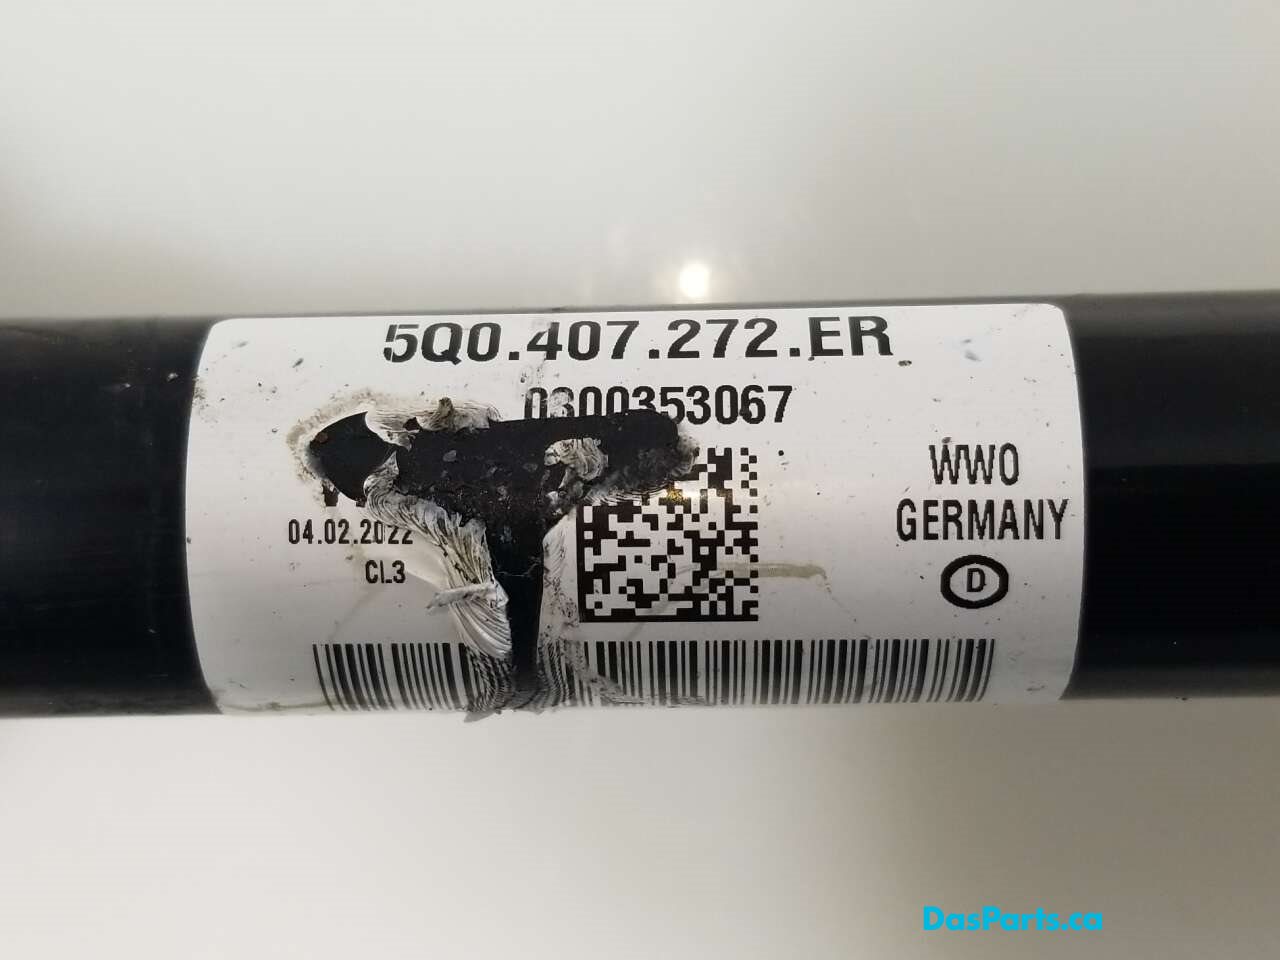 5Q0.407.272.ER
0300353067
WWO
GERMANY
04.02.2022
CL3
D
DasParts.ca